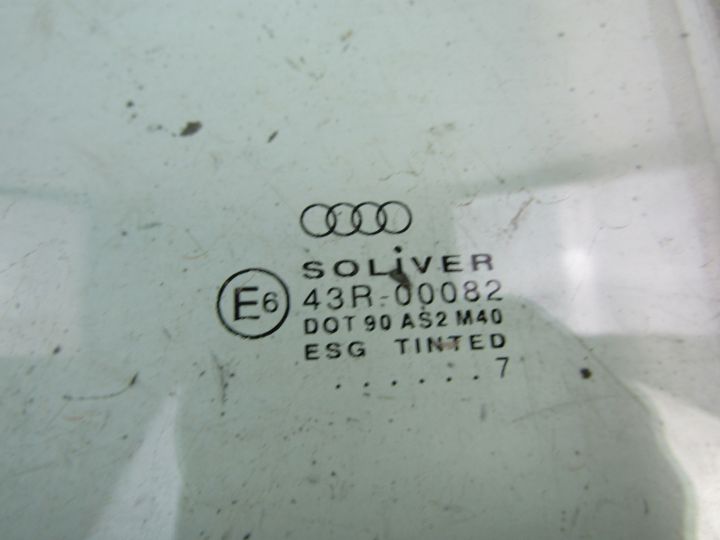 SOLIVER
E6 43R-00082
DOT 90 AS2 M40
ESG TINTED
. . . . . . 7